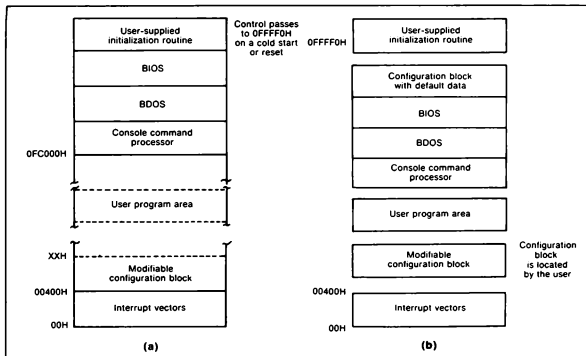 User-supplied
initialization routine
BIOS
BDOS
Console command
processor
0FC000H
User program area
XXH
Modifiable
configuration block
00400H
Interrupt vectors
00H
(a)
Control passes
to 0FFFF0H
on a cold start
or reset
0FFFF0H
User-supplied
initialization routine
Configuration block
with default data
BIOS
BDOS
Console command
processor
User program area
Modifiable
configuration block
Configuration
block
is located
by the user
00400H
Interrupt vectors
00H
(b)